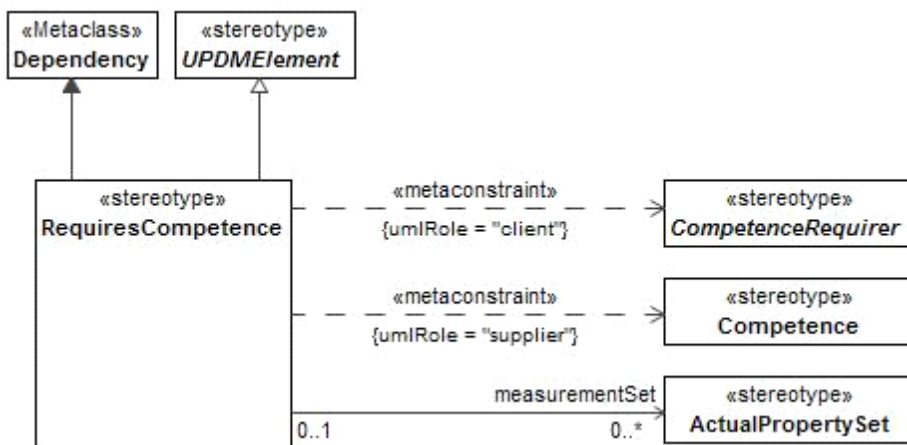 «Metaclass»
Dependency
«stereotype»
UPDMElement
«stereotype»
RequiresCompetence
«metaconstraint»
{umlRole = "client"}
«stereotype»
CompetenceRequirer
«metaconstraint»
{umlRole = "supplier"}
«stereotype»
Competence
measurementSet
0..1
0..*
«stereotype»
ActualPropertySet